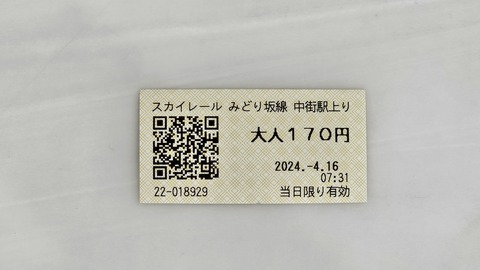 スカイレール みどり坂線 中街駅上り
大人170円
2024.-4.16
07:31
22-018929
当日限り有効